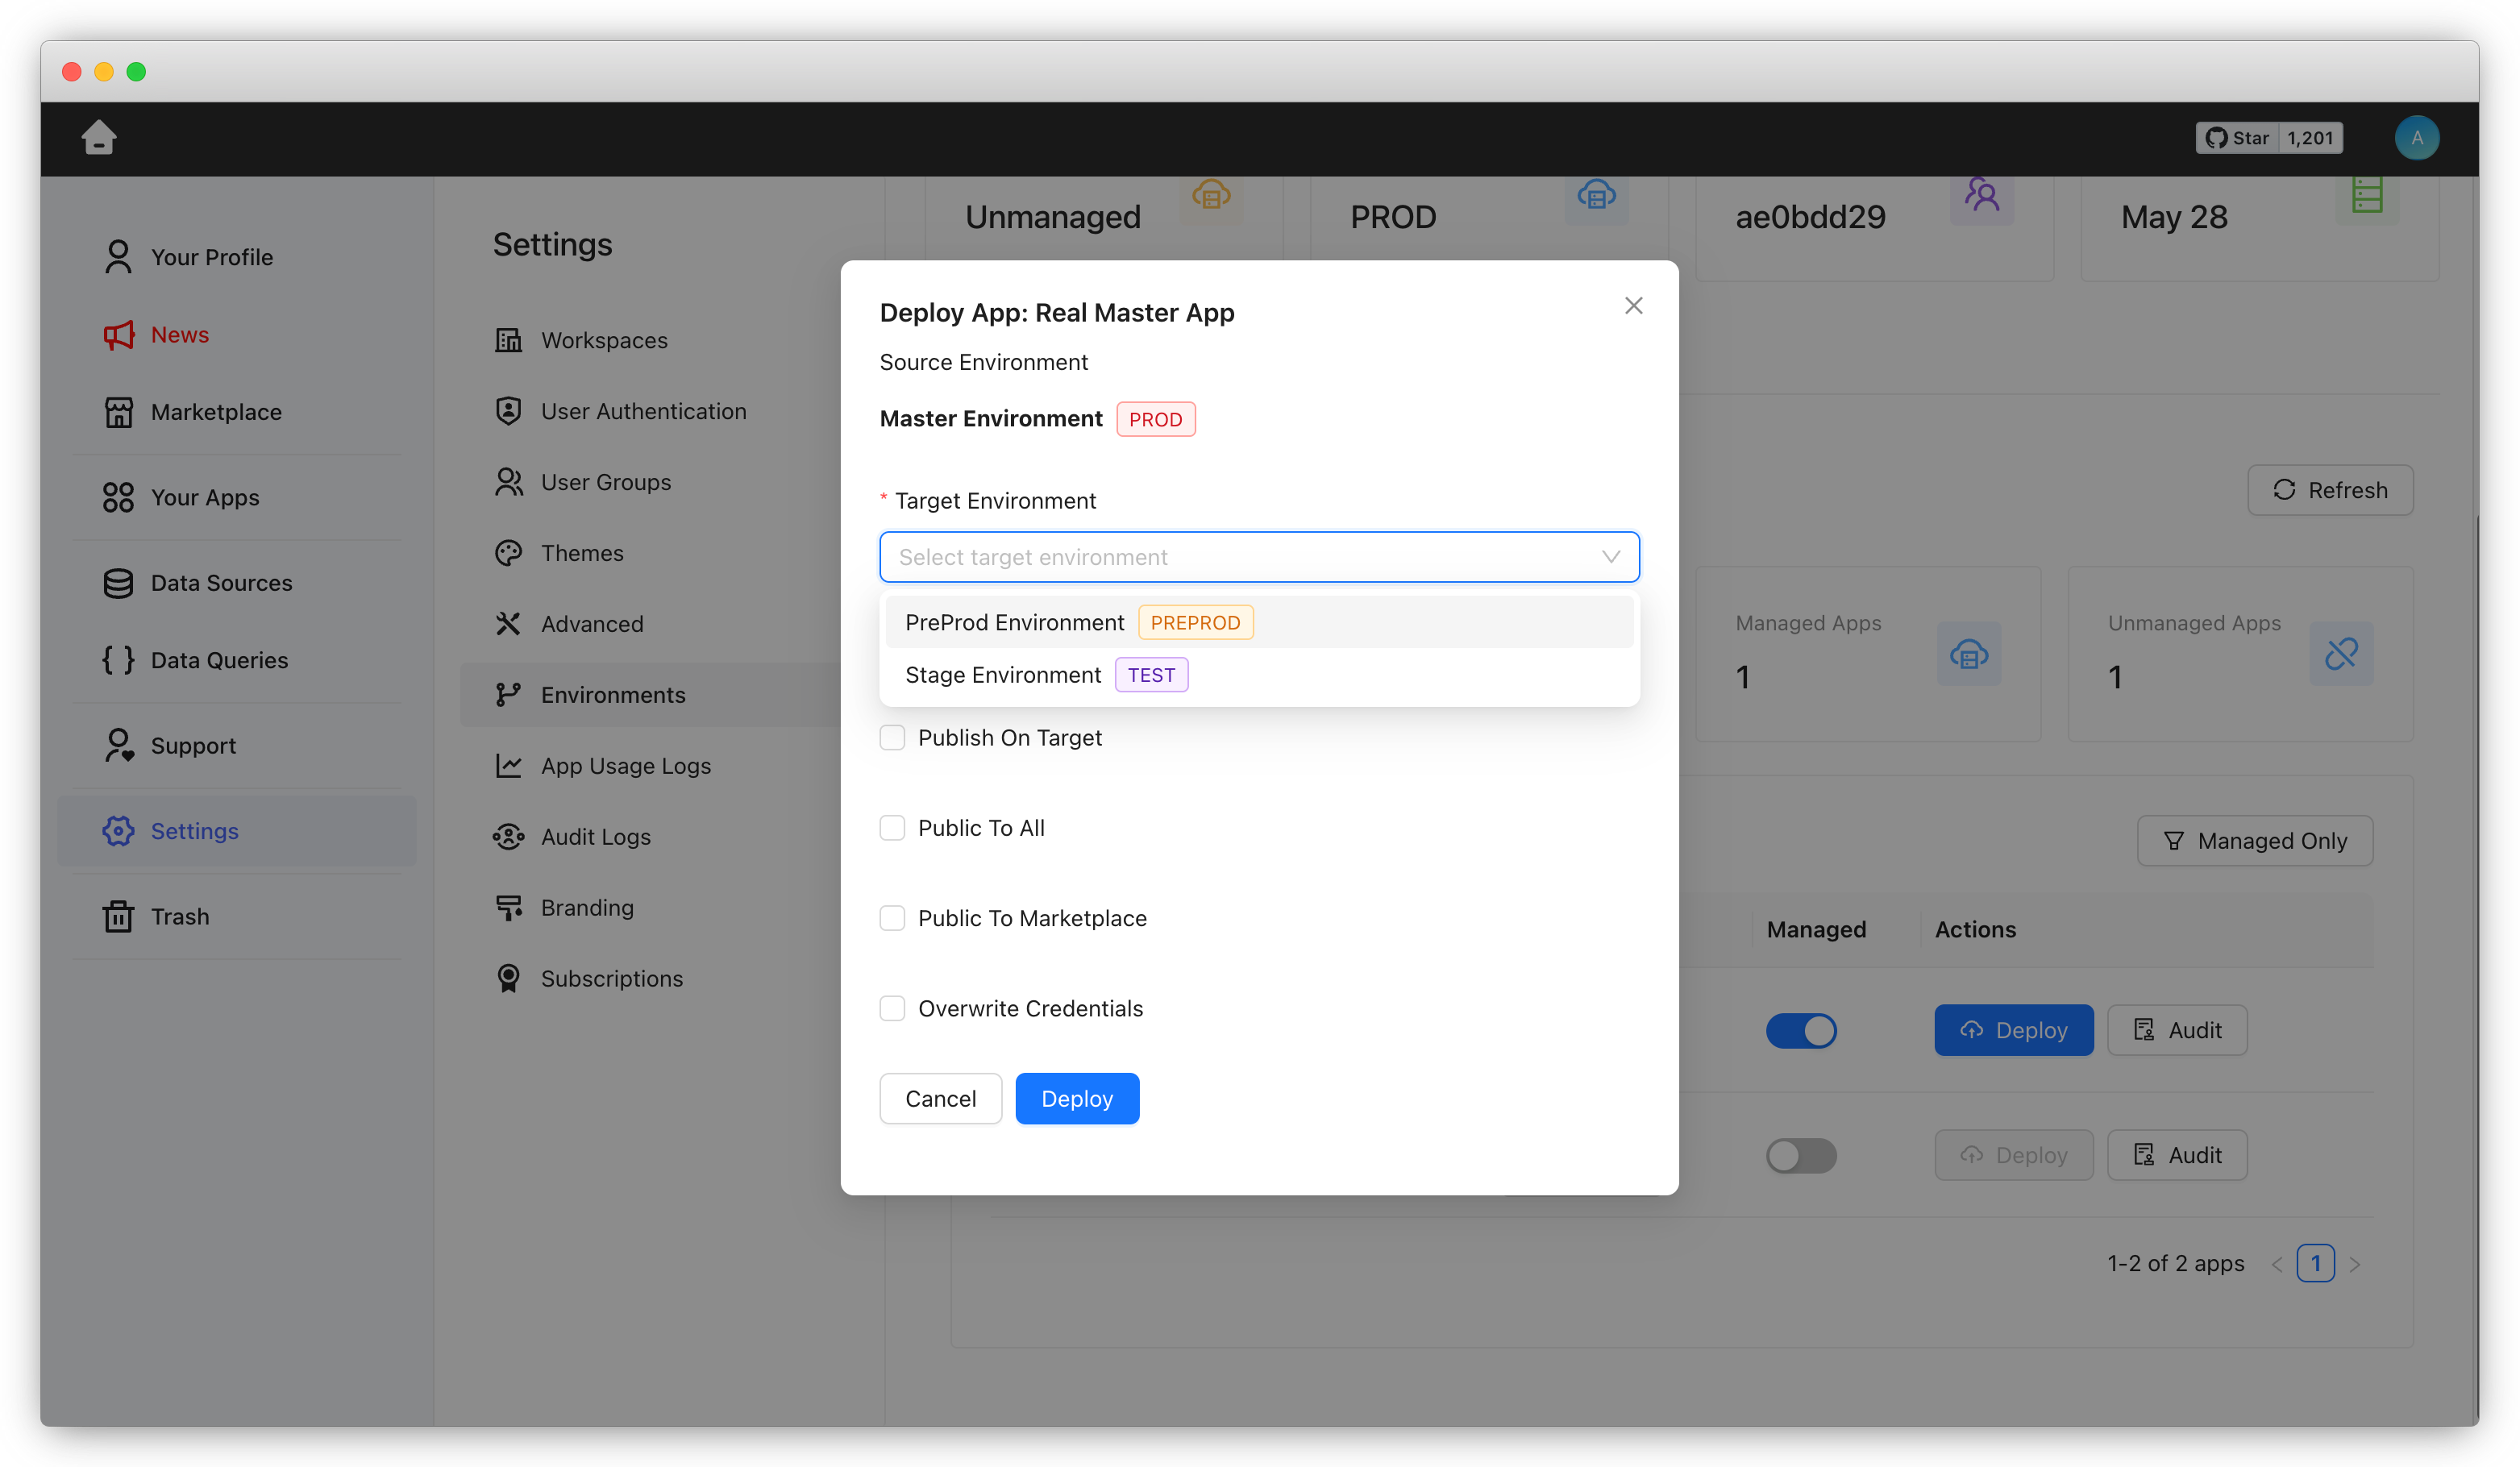 Star 1,201
A
Your Profile
News
Marketplace
Your Apps
Data Sources
Data Queries
Support
Settings
Trash
Settings
Workspaces
User Authentication
User Groups
Themes
Advanced
Environments
App Usage Logs
Audit Logs
Branding
Subscriptions
Unmanaged
PROD
ae0bdd29
May 28
Deploy App: Real Master App
Source Environment
Master Environment PROD
* Target Environment
Select target environment
PreProd Environment PREPROD
Stage Environment TEST
Publish On Target
Public To All
Public To Marketplace
Overwrite Credentials
Cancel Deploy
Refresh
Managed Apps
1
Unmanaged Apps
1
Managed Only
Managed Actions
Deploy Audit
Deploy Audit
1-2 of 2 apps < 1 >